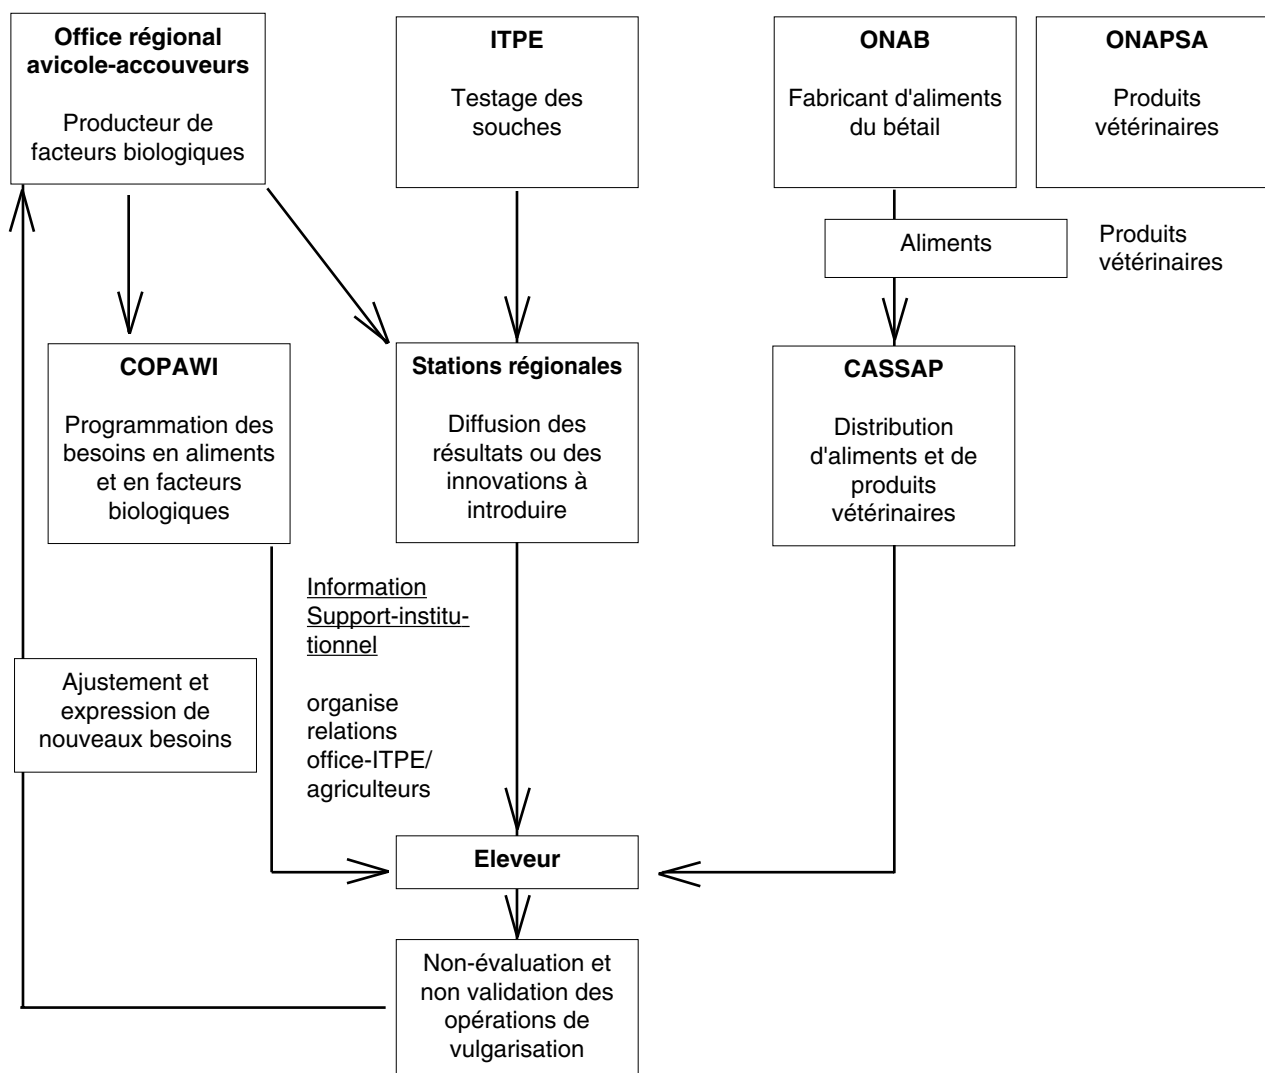 Office régional
avicole-accouveurs
Producteur de
facteurs biologiques
ITPE
Testage des
souches
ONAB
Fabricant d'aliments
du bétail
ONAPSA
Produits
vétérinaires
Aliments
Produits
vétérinaires
COPAWI
Programmation des
besoins en aliments
et en facteurs
biologiques
Stations régionales
Diffusion des
résultats ou des
innovations à
introduire
CASSAP
Distribution
d'aliments et de
produits
vétérinaires
Information
Support-institu-
tionnel
organise
relations
office-ITPE/
agriculteurs
Ajustement et
expression de
nouveaux besoins
Eleveur
Non-évaluation et
non validation des
opérations de
vulgarisation